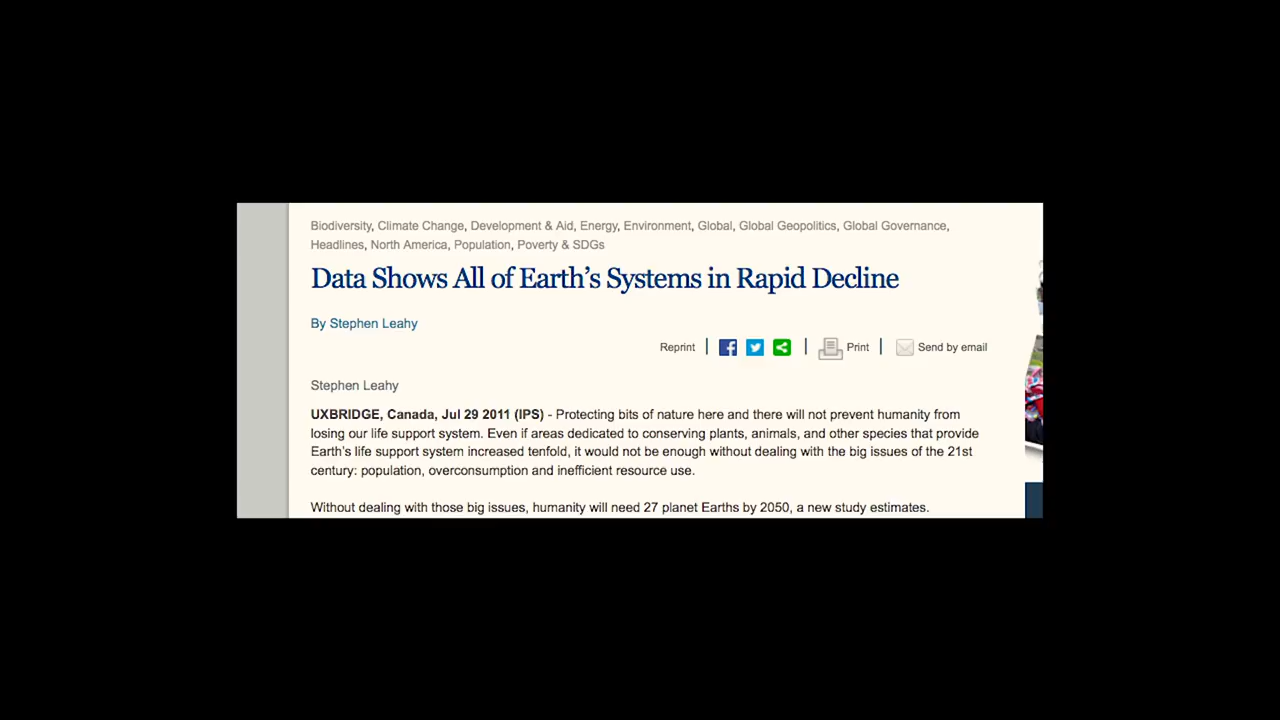 Biodiversity, Climate Change, Development & Aid, Energy, Environment, Global, Global Geopolitics, Global Governance,
Headlines, North America, Population, Poverty & SDGs
Data Shows All of Earth's Systems in Rapid Decline
By Stephen Leahy
Reprint | | Print | Send by email
Stephen Leahy
UXBRIDGE, Canada, Jul 29 2011 (IPS) - Protecting bits of nature here and there will not prevent humanity from
losing our life support system. Even if areas dedicated to conserving plants, animals, and other species that provide
Earth's life support system increased tenfold, it would not be enough without dealing with the big issues of the 21st
century: population, overconsumption and inefficient resource use.
Without dealing with those big issues, humanity will need 27 planet Earths by 2050, a new study estimates.